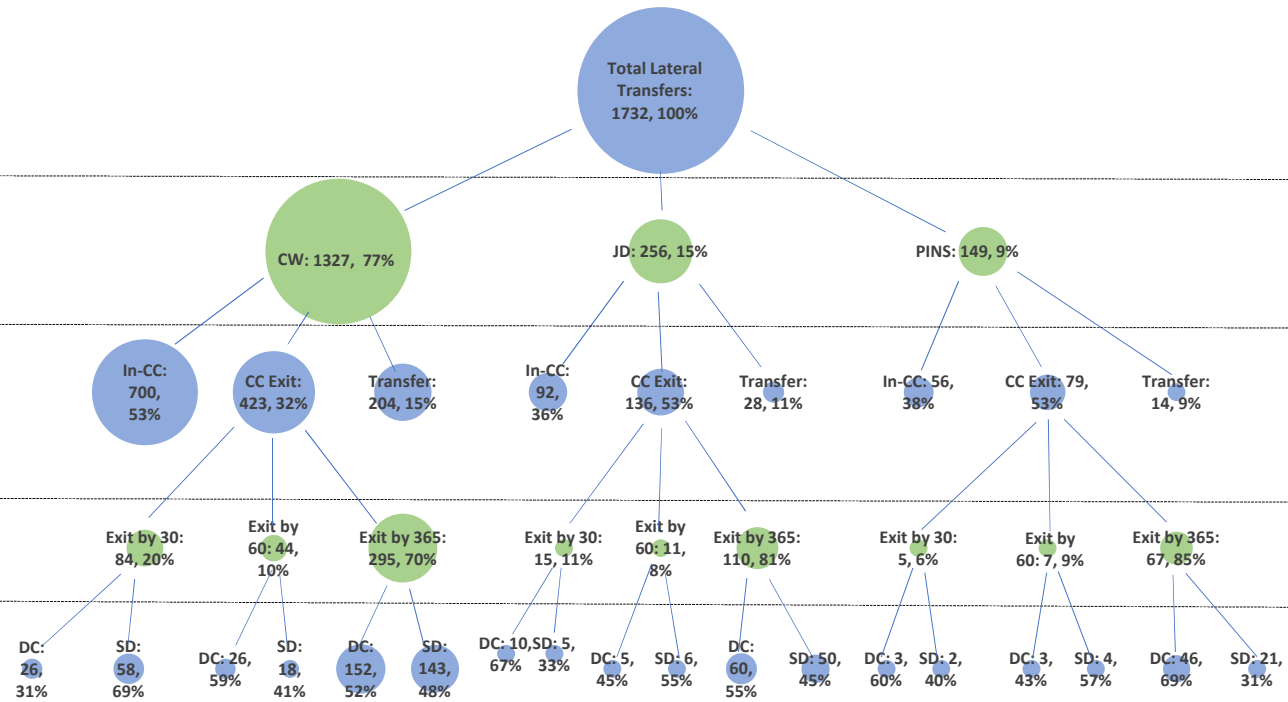 Total Lateral
Transfers:
1732, 100%
CW: 1327, 77%
JD: 256, 15%
PINS: 149, 9%
In-CC:
700,
53%
CC Exit:
423, 32%
Transfer:
204, 15%
In-CC:
92,
36%
CC Exit:
136, 53%
Transfer:
28, 11%
In-CC: 56,
38%
CC Exit: 79,
53%
Transfer:
14, 9%
Exit by 30:
84, 20%
Exit by
60: 44,
10%
Exit by 365:
295, 70%
Exit by 30:
15, 11%
Exit by
60: 11,
8%
Exit by 365:
110, 81%
Exit by 30:
5, 6%
Exit by
60: 7, 9%
Exit by 365:
67, 85%
DC:
26,
31%
SD:
58,
69%
DC: 26,
59%
SD:
18,
41%
DC:
152,
52%
SD:
143,
48%
DC: 10,
67%
SD: 5,
33%
DC: 5,
45%
SD: 6,
55%
DC:
60,
55%
SD: 50,
45%
DC: 3,
60%
SD: 2,
40%
DC: 3,
43%
SD: 4,
57%
DC: 46,
69%
SD: 21,
31%